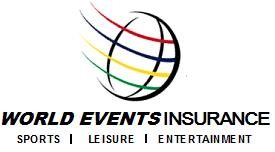 WORLD EVENTS INSURANCE
SPORTS | LEISURE | ENTERTAINMENT